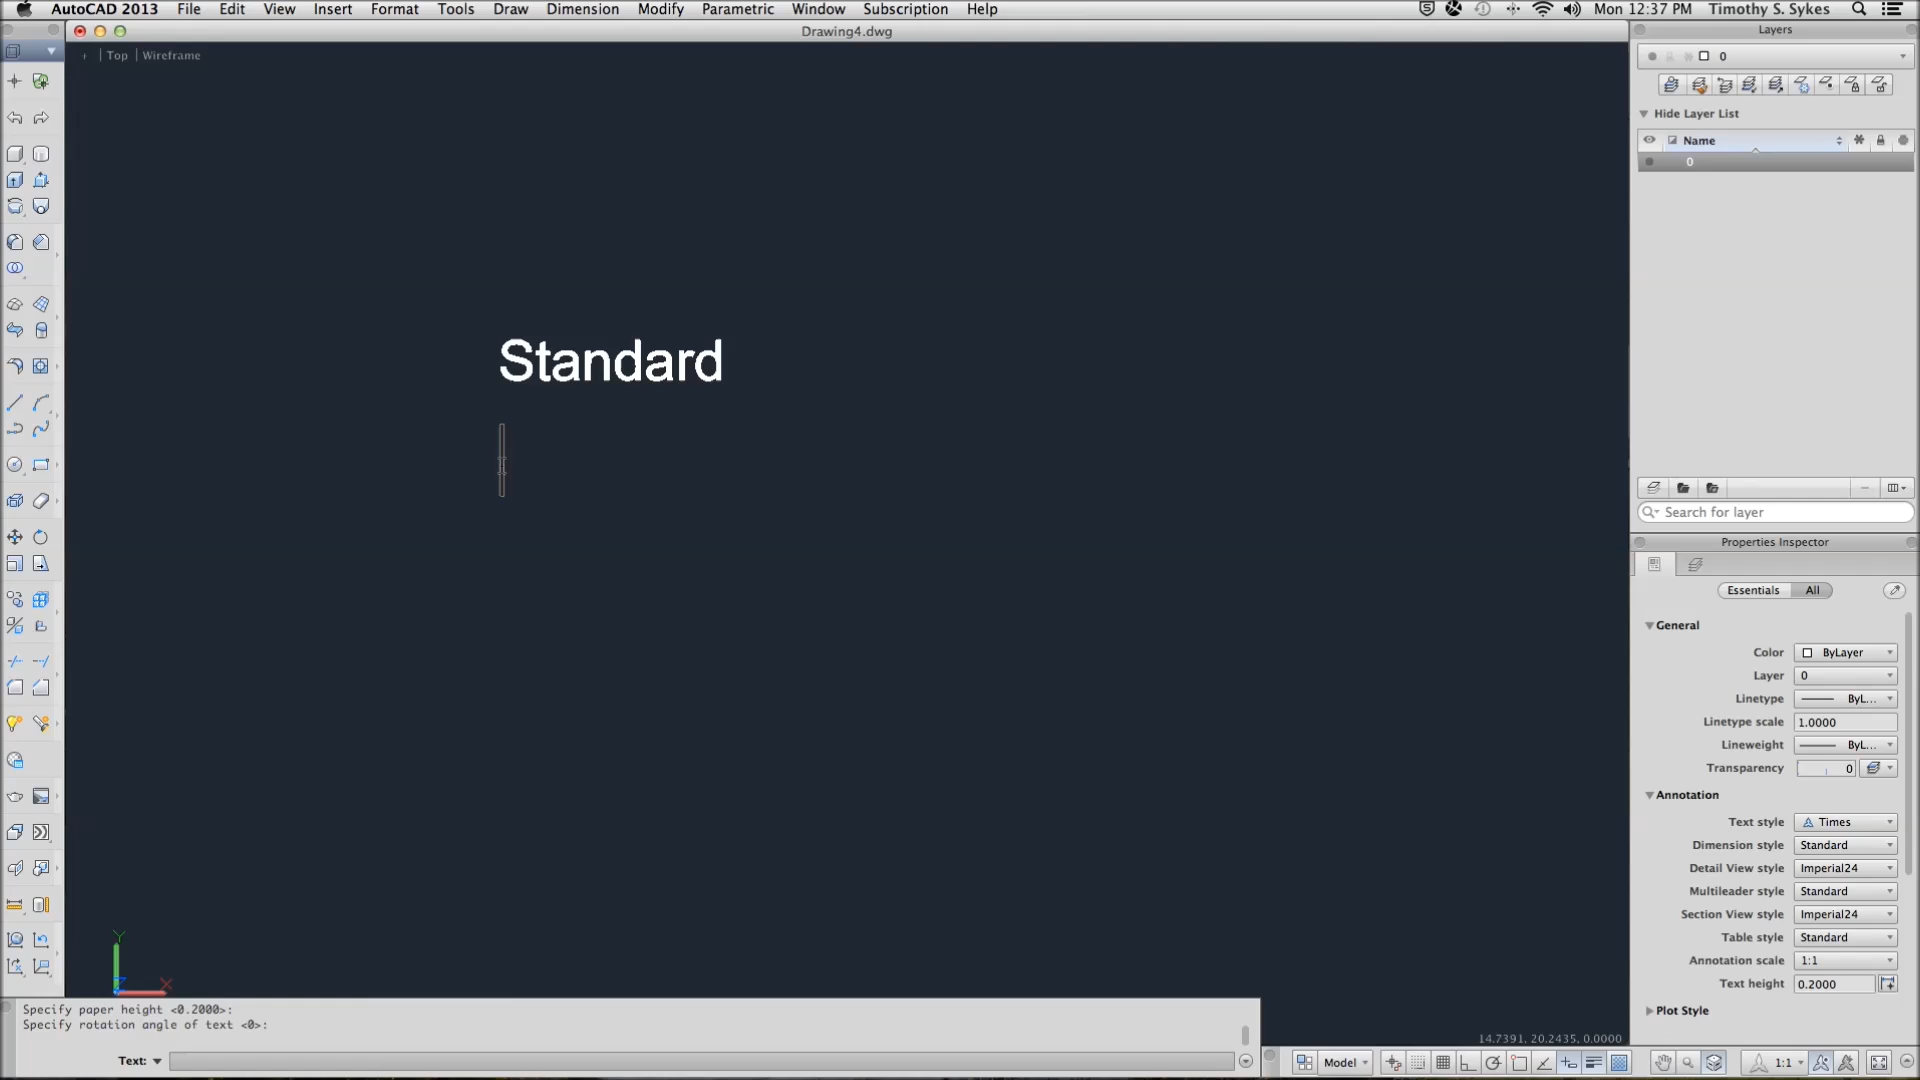 AutoCAD 2013 File Edit View Insert Format Tools Draw Dimension Modify Parametric Window Subscription Help Mon 12:37 PM Timothy S. Sykes
Drawing4.dwg
Layers
+ | Top | Wireframe
0
Hide Layer List
Name
0
Standard
Search for layer
Properties Inspector
Essentials All
General
Color ByLayer
Layer 0
Linetype ByL...
Linetype scale 1.0000
Lineweight ByL...
Transparency 0
Annotation
Text style Times
Dimension style Standard
Detail View style Imperial24
Multileader style Standard
Section View style Imperial24
Table style Standard
Annotation scale 1:1
Text height 0.2000
Plot Style
Y
Z X
Specify paper height <0.2000>:
Specify rotation angle of text <0>:
14.7391, 20.2435, 0.0000
Text:
Model 1:1